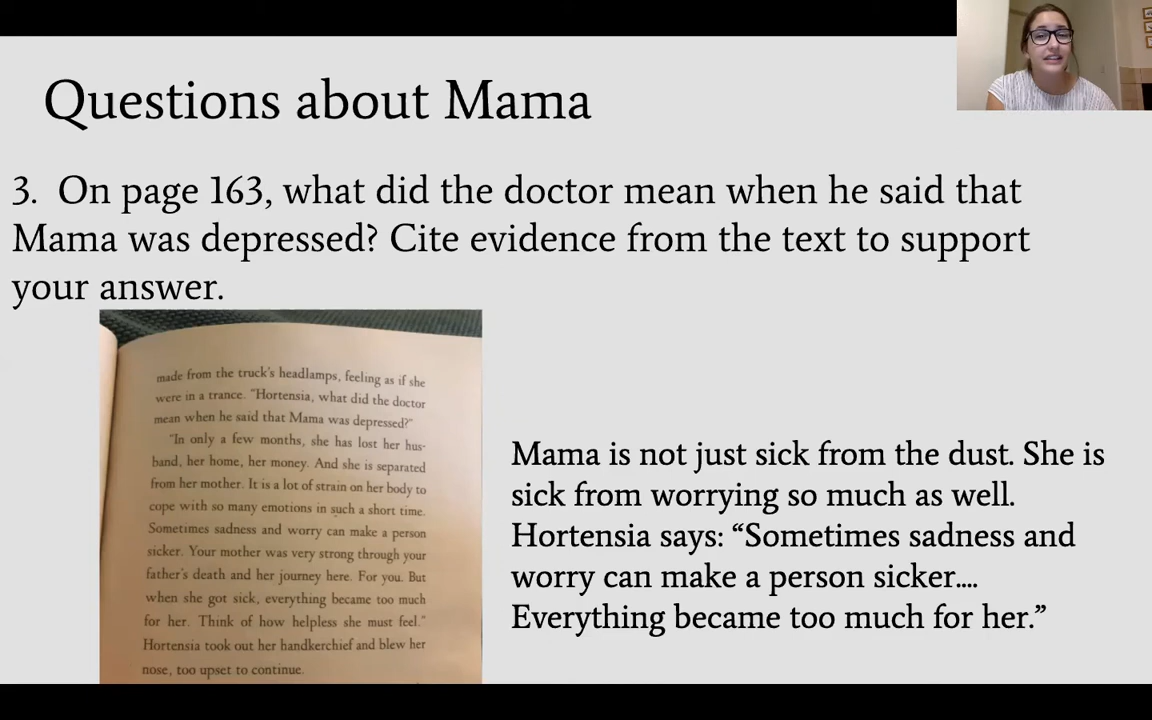 Questions about Mama
3. On page 163, what did the doctor mean when he said that
Mama was depressed? Cite evidence from the text to support
your answer.
made from the truck's headlamps, feeling as if she
were in a trance. "Hortensia, what did the doctor
mean when he said that Mama was depressed?"
"In only a few months, she has lost her hus-
band, her home, her money. And she is separated
from her mother. It is a lot of strain on her body to
cope with so many emotions in such a short time.
Sometimes sadness and worry can make a person
sicker. Your mother was very strong through your
father's death and her journey here. For you. But
when she got sick, everything became too much
for her. Think of how helpless she must feel."
Hortensia took out her handkerchief and blew her
nose, too upset to continue.
Mama is not just sick from the dust. She is
sick from worrying so much as well.
Hortensia says: “Sometimes sadness and
worry can make a person sicker....
Everything became too much for her.”